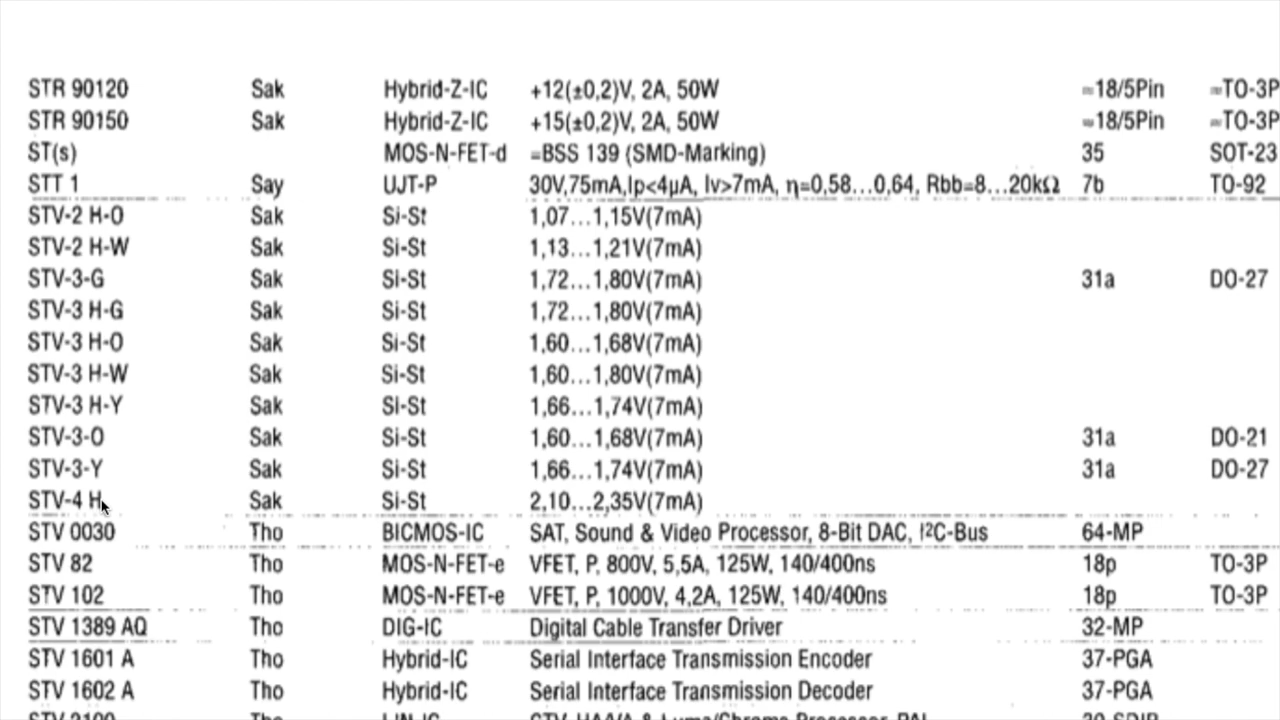 STR 90120 Sak Hybrid-Z-IC +12(±0,2)V, 2A, 50W ≈18/5Pin ≈TO-3P
STR 90150 Sak Hybrid-Z-IC +15(±0,2)V, 2A, 50W ≈18/5Pin ≈TO-3P
ST(s) MOS-N-FET-d =BSS 139 (SMD-Marking) 35 SOT-23
STT 1 Say UJT-P 30V,75mA,Ip<4µA, Iv>7mA, η=0,58...0,64, Rbb=8...20kΩ 7b TO-92
STV-2 H-O Sak Si-St 1,07...1,15V(7mA)
STV-2 H-W Sak Si-St 1,13...1,21V(7mA)
STV-3-G Sak Si-St 1,72...1,80V(7mA) 31a DO-27
STV-3 H-G Sak Si-St 1,72...1,80V(7mA)
STV-3 H-O Sak Si-St 1,60...1,68V(7mA)
STV-3 H-W Sak Si-St 1,60...1,80V(7mA)
STV-3 H-Y Sak Si-St 1,66...1,74V(7mA)
STV-3-O Sak Si-St 1,60...1,68V(7mA) 31a DO-21
STV-3-Y Sak Si-St 1,66...1,74V(7mA) 31a DO-27
STV-4 H Sak Si-St 2,10...2,35V(7mA)
STV 0030 Tho BICMOS-IC SAT, Sound & Video Processor, 8-Bit DAC, I²C-Bus 64-MP
STV 82 Tho MOS-N-FET-e VFET, P, 800V, 5,5A, 125W, 140/400ns 18p TO-3P
STV 102 Tho MOS-N-FET-e VFET, P, 1000V, 4,2A, 125W, 140/400ns 18p TO-3P
STV 1389 AQ Tho DIG-IC Digital Cable Transfer Driver 32-MP
STV 1601 A Tho Hybrid-IC Serial Interface Transmission Encoder 37-PGA
STV 1602 A Tho Hybrid-IC Serial Interface Transmission Decoder 37-PGA